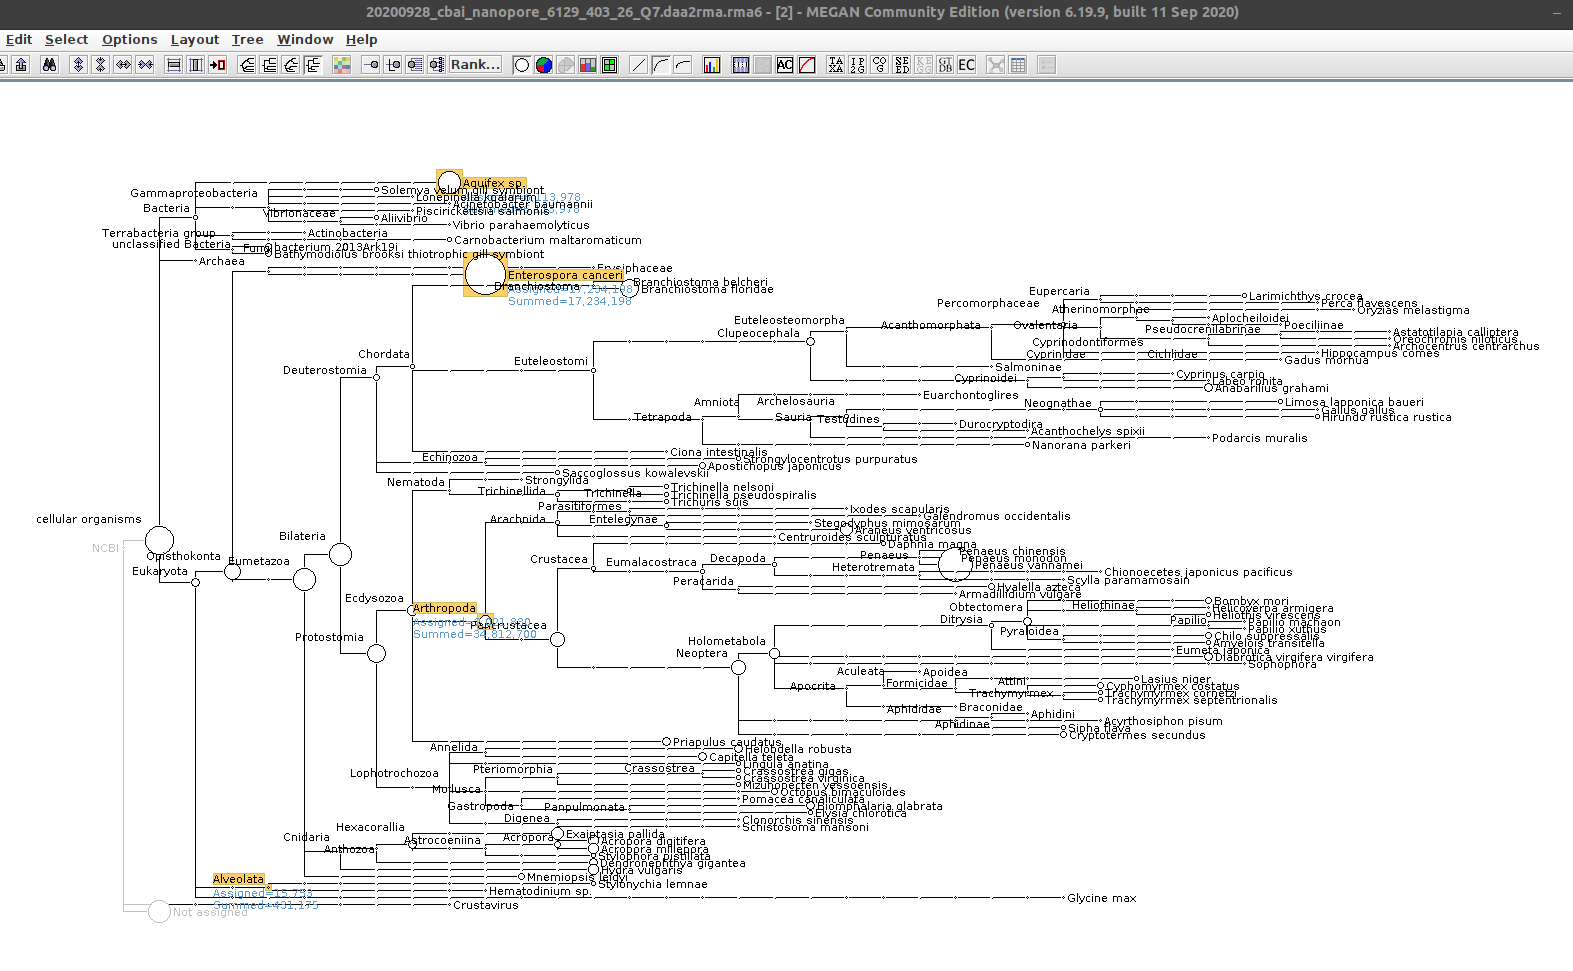 20200928_cbai_nanopore_6129_403_26_Q7.daa2rma.rma6 - [2] - MEGAN Community Edition (version 6.19.9, built 11 Sep 2020)
Edit Select Options Layout Tree Window Help
Rank... AC TAXA IP2G COG SEED KEGG GTDB EC
Aquifex sp.
Solemya velum gill symbiont
Gammaproteobacteria
Acinetobacter baumannii
Bacteria
Vibrionaceae
Piscirickettsia salmonis
Aliivibrio
Vibrio parahaemolyticus
Terrabacteria group
Actinobacteria
unclassified Bacteria
Carnobacterium maltaromaticum
Bathymodiolus brooksi thiotrophic gill symbiont
Archaea
Erysiphaceae
Enterospora canceri
Assigned=17,234,198
Summed=17,234,198
Branchiostoma
Branchiostoma belcheri
Branchiostoma floridae
Eupercaria
Larimichthys crocea
Percomorphaceae
Perca flavescens
Atherinomorphae
Oryzias melastigma
Euteleosteomorpha
Aplocheiloidei
Acanthomorphata
Ovalentaria
Poeciliinae
Clupeocephala
Pseudocrenilabrinae
Astatotilapia calliptera
Oreochromis niloticus
Cyprinodontiformes
Archocentrus centrarchus
Chordata
Cyprinidae
Cichlidae
Hippocampus comes
Euteleostomi
Gadus morhua
Deuterostomia
Salmoninae
Cyprinoidei
Cyprinus carpio
Labeo rohita
Anabarilius grahami
Amniota
Archelosauria
Euarchontoglires
Neognathae
Limosa lapponica baueri
Gallus gallus
Tetrapoda
Sauria
Testudines
Hirundo rustica rustica
Durocryptodira
Acanthochelys spixii
Podarcis muralis
Nanorana parkeri
Ciona intestinalis
Echinozoa
Strongylocentrotus purpuratus
Apostichopus japonicus
Saccoglossus kowalevskii
Nematoda
Strongylida
Trichinella nelsoni
Trichinellida
Trichinella
Trichinella pseudospiralis
Trichuris suis
Parasitiformes
Ixodes scapularis
Galendromus occidentalis
Arachnida
Entelegynae
Stegodyphus mimosarum
cellular organisms
Araneus ventricosus
Centruroides sculpturatus
Bilateria
Daphnia magna
NCBI
Penaeus chinensis
Opisthokonta
Penaeus
Penaeus monodon
Eumetazoa
Crustacea
Eumalacostraca
Decapoda
Penaeus vannamei
Eukaryota
Heterotremata
Chionoecetes japonicus pacificus
Peracarida
Scylla paramamosain
Hyalella azteca
Armadillidium vulgare
Ecdysozoa
Arthropoda
Summed=34,812,700
Pancrustacea
Obtectomera
Heliothinae
Bombyx mori
Helicoverpa armigera
Heliothis virescens
Ditrysia
Papilio
Papilio machaon
Papilio xuthus
Pyraloidea
Chilo suppressalis
Protostomia
Holometabola
Amyelois transitella
Neoptera
Eumeta japonica
Diabrotica virgifera virgifera
Sophophora
Aculeata
Apoidea
Apocrita
Formicidae
Attini
Lasius niger
Cyphomyrmex costatus
Trachymyrmex
Trachymyrmex cornetzi
Trachymyrmex septentrionalis
Aphididae
Braconidae
Aphidini
Aphidinae
Acyrthosiphon pisum
Sipha flava
Cryptotermes secundus
Priapulus caudatus
Annelida
Helobdella robusta
Capitella teleta
Lingula anatina
Lophotrochozoa
Pteriomorphia
Crassostrea
Crassostrea gigas
Crassostrea virginica
Mollusca
Mizuhopecten yessoensis
Octopus bimaculoides
Pomacea canaliculata
Gastropoda
Panpulmonata
Biomphalaria glabrata
Elysia chlorotica
Digenea
Clonorchis sinensis
Schistosoma mansoni
Hexacorallia
Exaiptasia pallida
Cnidaria
Astrocoeniina
Acropora
Acropora digitifera
Anthozoa
Acropora millepora
Stylophora pistillata
Dendronephthya gigantea
Hydra vulgaris
Alveolata
Mnemiopsis leidyi
Stylonychia lemnae
Assigned=15,753
Hematodinium sp.
Glycine max
Summed=431,175
Crustavirus
Not assigned